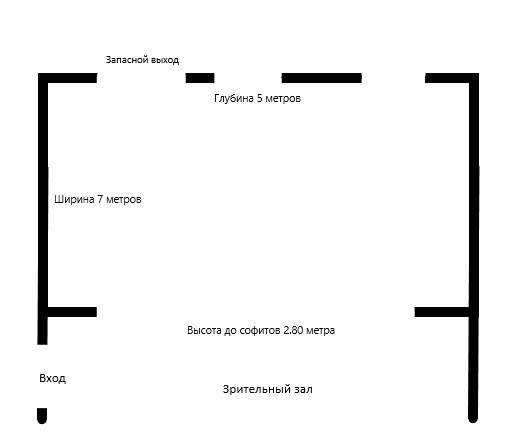 Запасной выход
Глубина 5 метров
Ширина 7 метров
Высота до софитов 2.80 метра
Вход
Зрительный зал